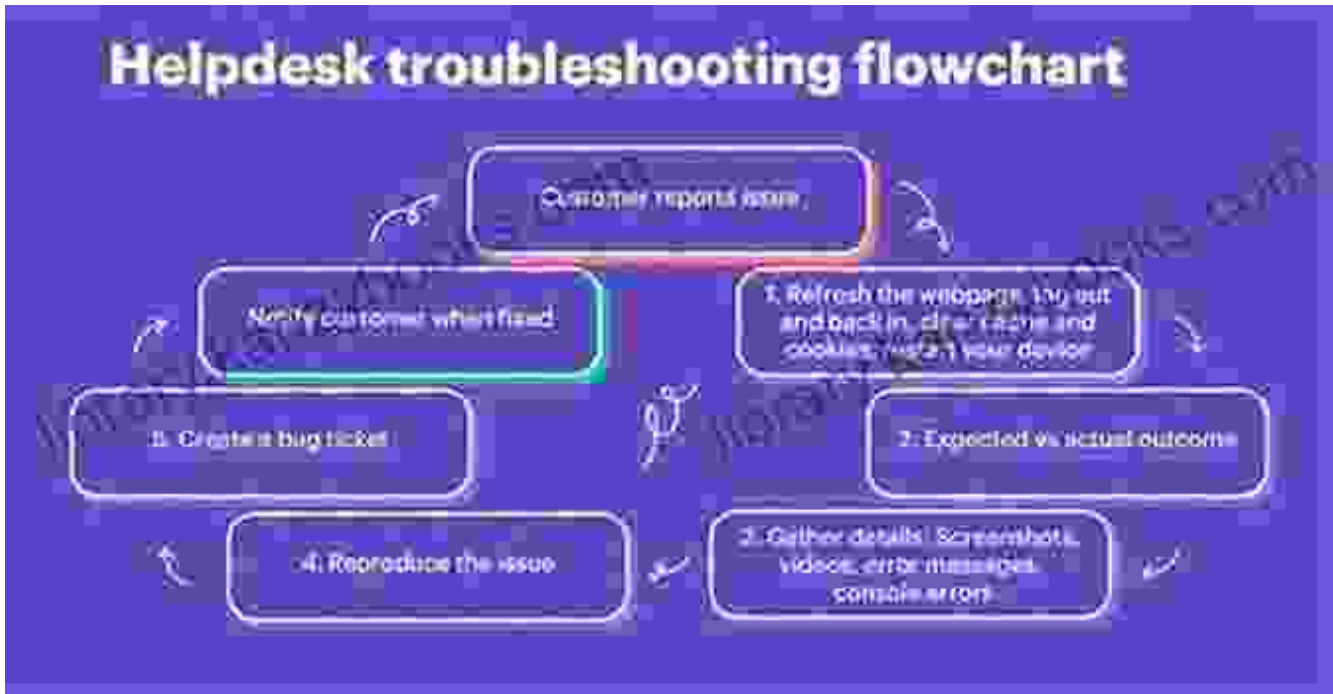 Helpdesk troubleshooting flowchart
Customer reports issue
Notify customer when fixed
1. Refresh the webpage, log out
and back in, clear cache and
cookies, your device
5. Create a bug ticket
2. Expected vs actual outcome
4. Reproduce the issue
3. Gather details: Screenshots,
videos, error messages,
console errors